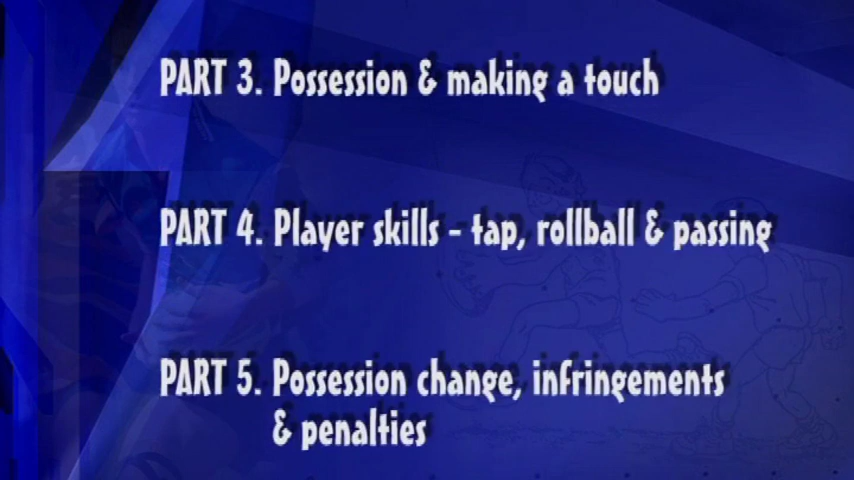 PART 3. Possession & making a touch
PART 4. Player skills - tap, rollball & passing
PART 5. Possession change, infringements
& penalties